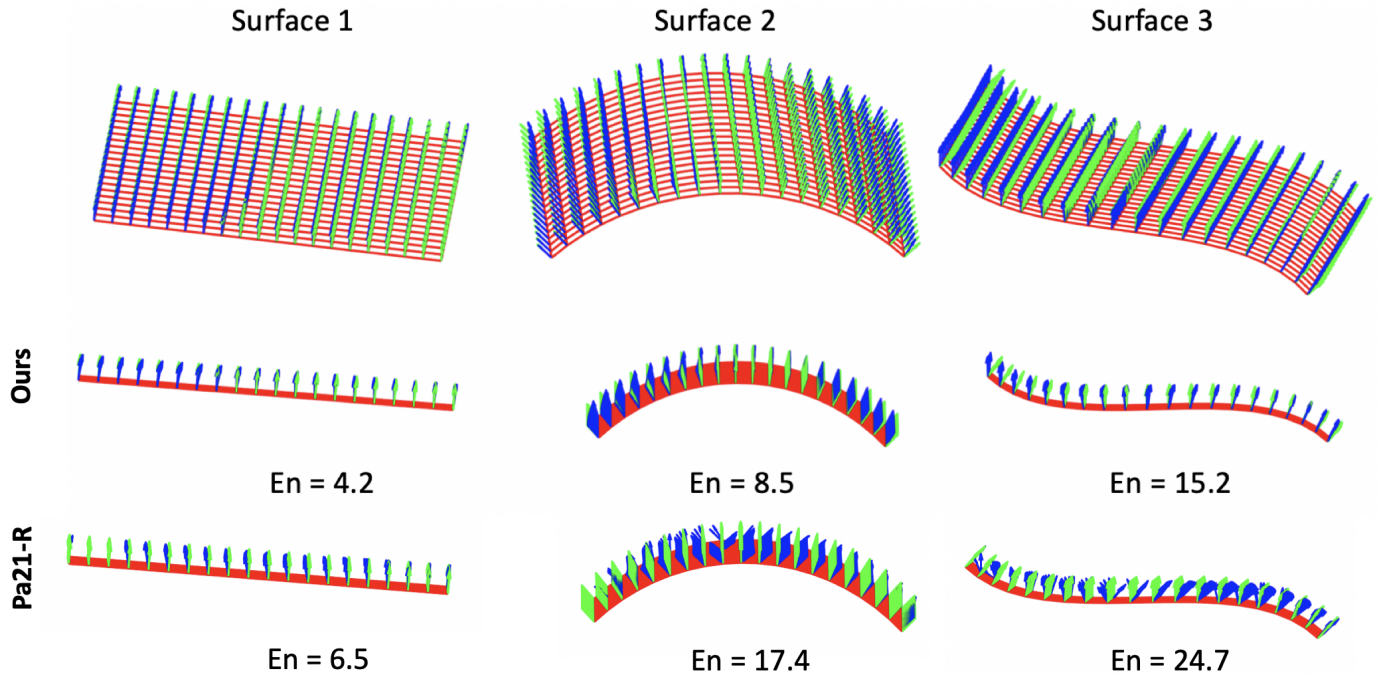 Surface 1
Surface 2
Surface 3
Ours
En = 4.2
En = 8.5
En = 15.2
Pa21-R
En = 6.5
En = 17.4
En = 24.7